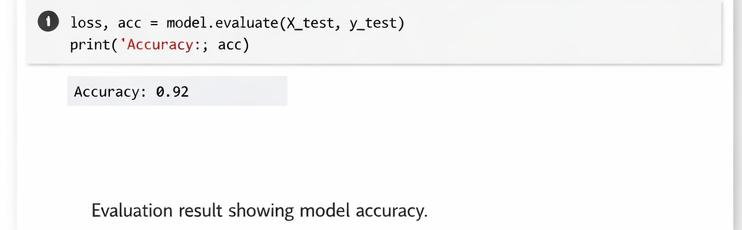 1 loss, acc = model.evaluate(X_test, y_test)
print('Accuracy:; acc)
Accuracy: 0.92
Evaluation result showing model accuracy.